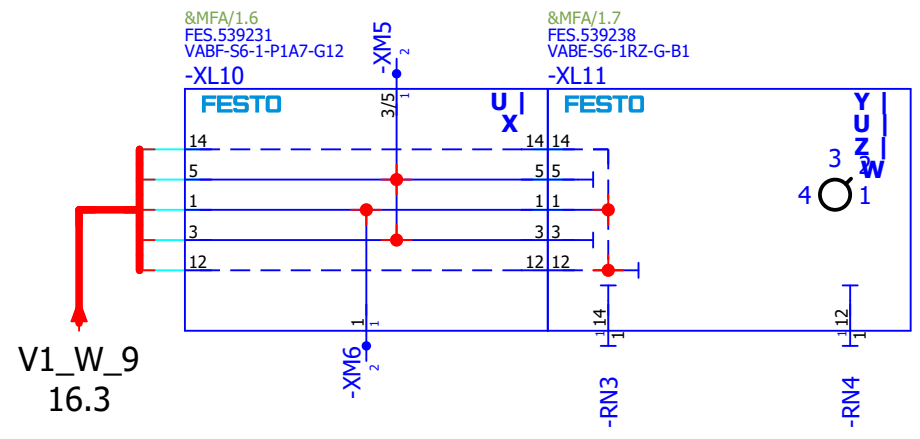 &MFA/1.6
FES.539231
VABF-S6-1-P1A7-G12
-XL10
-XM5
2
&MFA/1.7
FES.539238
VABE-S6-1RZ-G-B1
-XL11
FESTO
3/5
1
U |
X
FESTO
Y |
U |
Z |
W
14
14
14
5
5
5
1
1
1
3
3
3
12
12
12
3
2
4
1
1
1
-XM6
2
1
14
1
-RN3
1
12
1
-RN4
V1_W_9
16.3